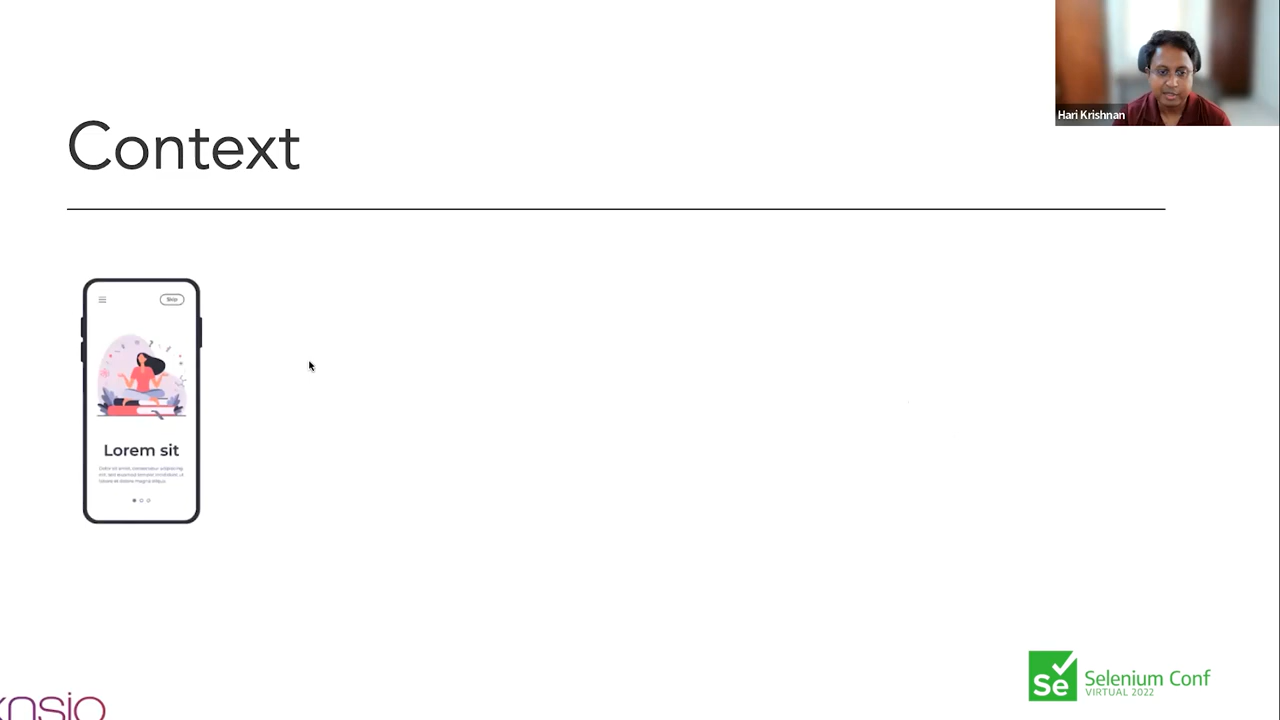 Hari Krishnan
Context
Skip
Lorem sit
Se
Selenium Conf
VIRTUAL 2022